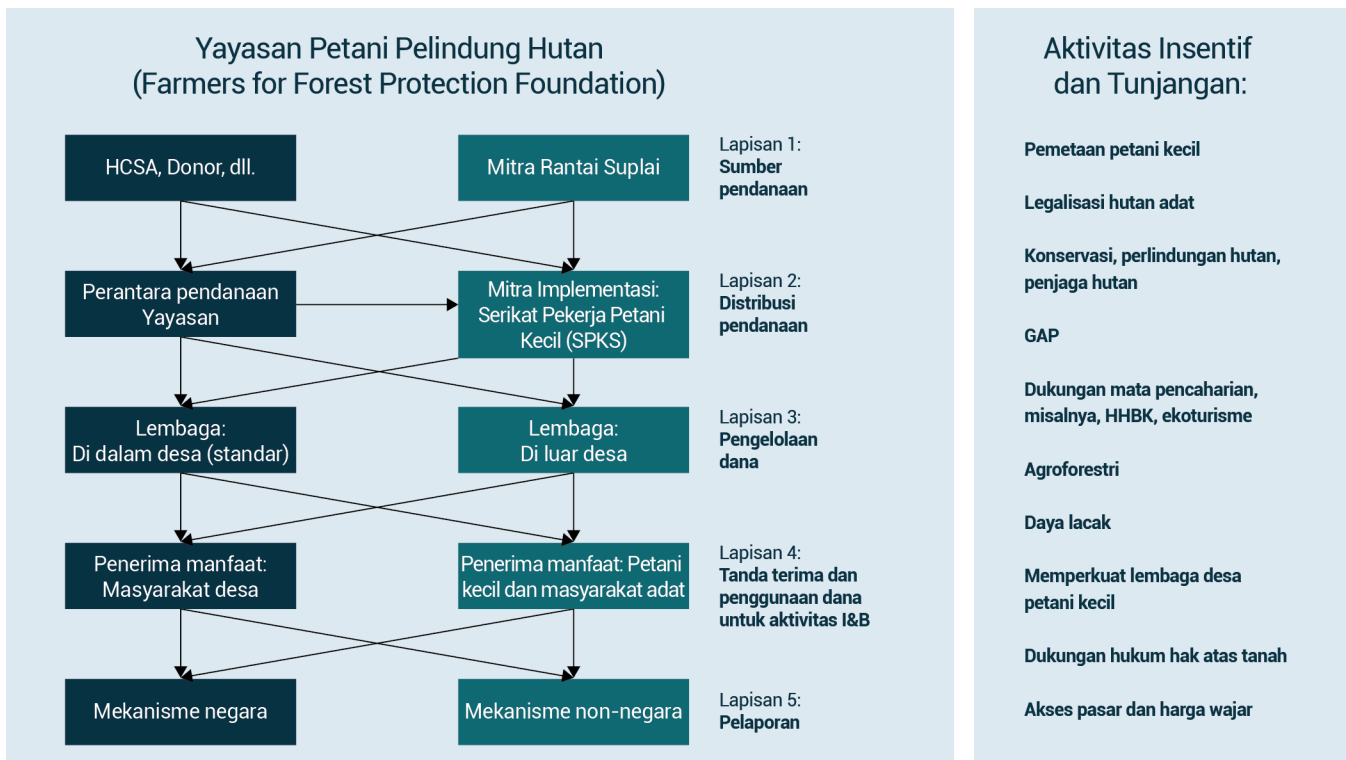 Yayasan Petani Pelindung Hutan
(Farmers for Forest Protection Foundation)
HCSA, Donor, dll.
Mitra Rantai Suplai
Lapisan 1:
Sumber
pendanaan
Perantara pendanaan
Yayasan
Mitra Implementasi:
Serikat Pekerja Petani
Kecil (SPKS)
Lapisan 2:
Distribusi
pendanaan
Lembaga:
Di dalam desa (standar)
Lembaga:
Di luar desa
Lapisan 3:
Pengelolaan
dana
Penerima manfaat:
Masyarakat desa
Penerima manfaat: Petani
kecil dan masyarakat adat
Lapisan 4:
Tanda terima dan
penggunaan dana
untuk aktivitas I&B
Mekanisme negara
Mekanisme non-negara
Lapisan 5:
Pelaporan
Aktivitas Insentif
dan Tunjangan:
Pemetaan petani kecil
Legalisasi hutan adat
Konservasi, perlindungan hutan,
penjaga hutan
GAP
Dukungan mata pencaharian,
misalnya, HHBK, ekoturisme
Agroforestri
Daya lacak
Memperkuat lembaga desa
petani kecil
Dukungan hukum hak atas tanah
Akses pasar dan harga wajar